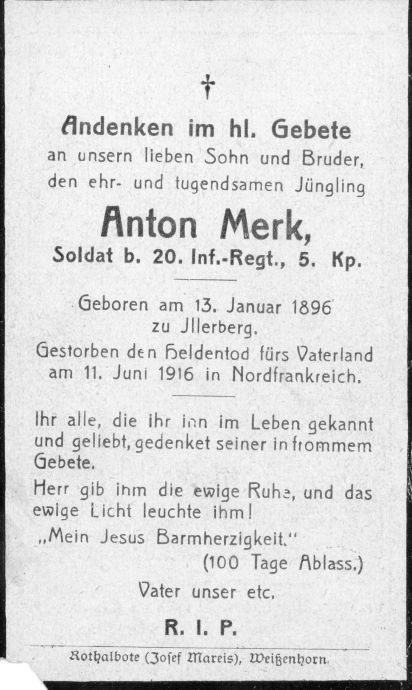 †
Andenken im hl. Gebete
an unsern lieben Sohn und Bruder,
den ehr- und tugendsamen Jüngling
Anton Merk,
Soldat b. 20. Inf.-Regt., 5. Kp.
Geboren am 13. Januar 1896
zu Jllerberg.
Gestorben den Heldentod fürs Vaterland
am 11. Juni 1916 in Nordfrankreich.
Ihr alle, die ihr inn im Leben gekannt
und geliebt, gedenket seiner in frommem
Gebete.
Herr gib ihm die ewige Ruhe, und das
ewige Licht leuchte ihm!
„Mein Jesus Barmherzigkeit."
(100 Tage Ablass.)
Vater unser etc.
R. I. P.
Rothalbote (Josef Mareis), Weißenhorn.